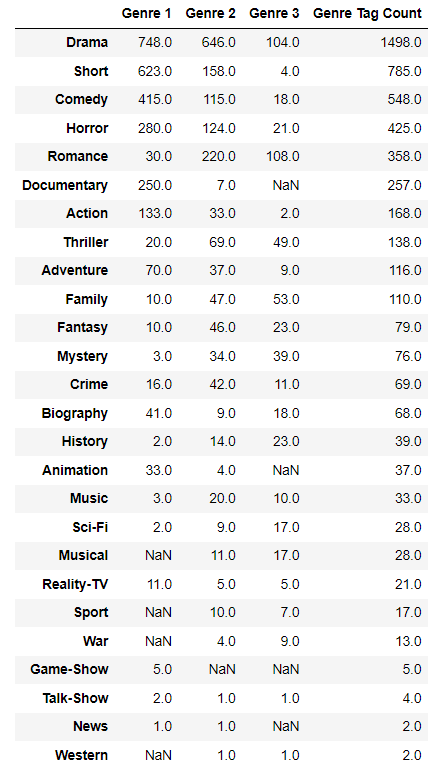 Genre 1 Genre 2 Genre 3 Genre Tag Count
Drama 748.0 646.0 104.0 1498.0
Short 623.0 158.0 4.0 785.0
Comedy 415.0 115.0 18.0 548.0
Horror 280.0 124.0 21.0 425.0
Romance 30.0 220.0 108.0 358.0
Documentary 250.0 7.0 NaN 257.0
Action 133.0 33.0 2.0 168.0
Thriller 20.0 69.0 49.0 138.0
Adventure 70.0 37.0 9.0 116.0
Family 10.0 47.0 53.0 110.0
Fantasy 10.0 46.0 23.0 79.0
Mystery 3.0 34.0 39.0 76.0
Crime 16.0 42.0 11.0 69.0
Biography 41.0 9.0 18.0 68.0
History 2.0 14.0 23.0 39.0
Animation 33.0 4.0 NaN 37.0
Music 3.0 20.0 10.0 33.0
Sci-Fi 2.0 9.0 17.0 28.0
Musical NaN 11.0 17.0 28.0
Reality-TV 11.0 5.0 5.0 21.0
Sport NaN 10.0 7.0 17.0
War NaN 4.0 9.0 13.0
Game-Show 5.0 NaN NaN 5.0
Talk-Show 2.0 1.0 1.0 4.0
News 1.0 1.0 NaN 2.0
Western NaN 1.0 1.0 2.0